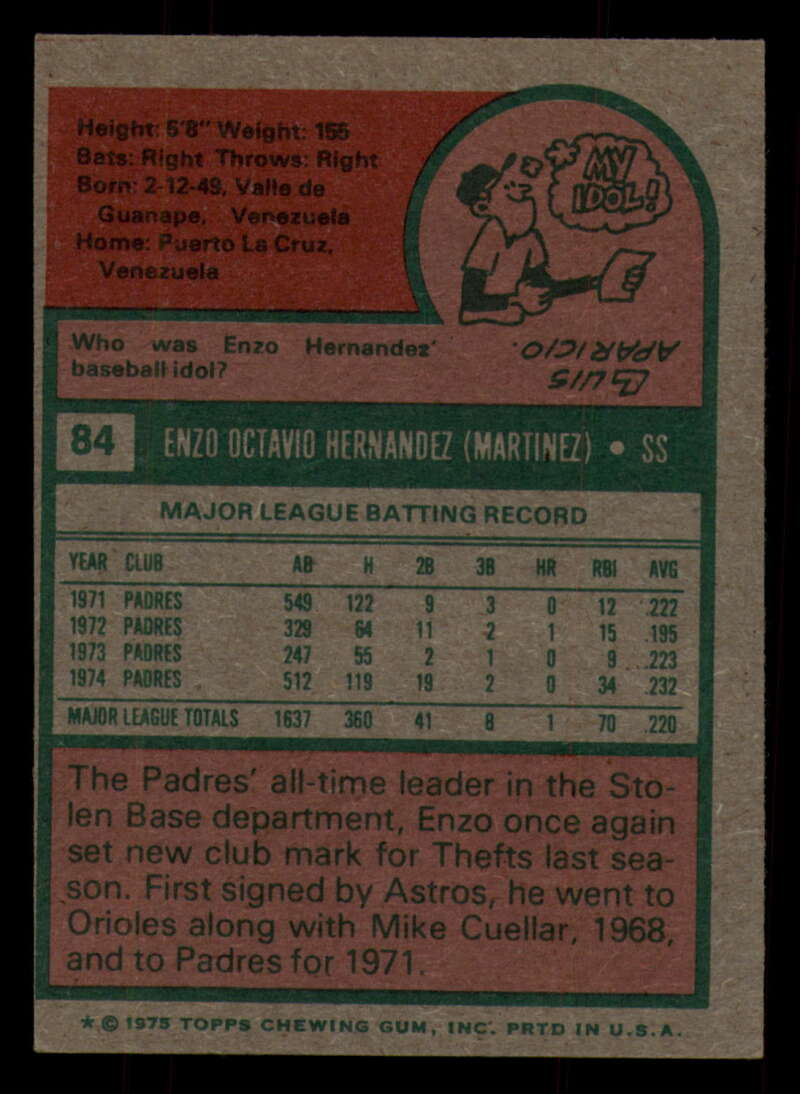 Height: 5'8" Weight: 155
Bats: Right Throws: Right
Born: 2-12-49, Valle de
Guanape, Venezuela
Home: Puerto La Cruz,
Venezuela
MY
IDOL!
Who was Enzo Hernandez'
baseball idol?
LUIS
APARICIO.
84 ENZO OCTAVIO HERNANDEZ (MARTINEZ) • SS
MAJOR LEAGUE BATTING RECORD
YEAR CLUB AB H 2B 3B HR RBI AVG
1971 PADRES 549 122 9 3 0 12 .222
1972 PADRES 329 64 11 2 1 15 .195
1973 PADRES 247 55 2 1 0 9 .223
1974 PADRES 512 119 19 2 0 34 .232
MAJOR LEAGUE TOTALS 1637 360 41 8 1 70 .220
The Padres' all-time leader in the Sto-
len Base department, Enzo once again
set new club mark for Thefts last sea-
son. First signed by Astros, he went to
Orioles along with Mike Cuellar, 1968,
and to Padres for 1971.
* © 1975 TOPPS CHEWING GUM, INC. PRTD IN U.S.A.